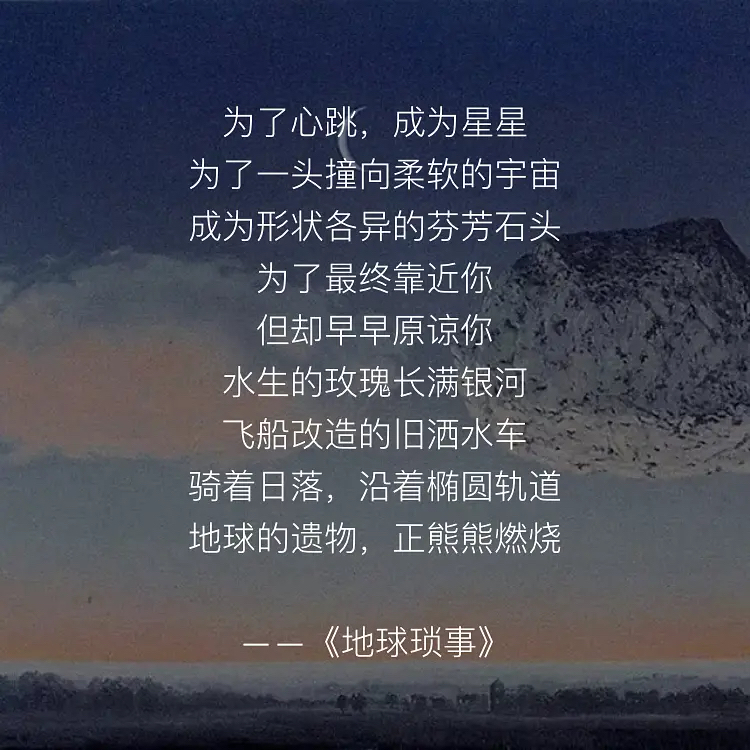 为了心跳，成为星星
为了一头撞向柔软的宇宙
成为形状各异的芬芳石头
为了最终靠近你
但却早早原谅你
水生的玫瑰长满银河
飞船改造的旧洒水车
骑着日落，沿着椭圆轨道
地球的遗物，正熊熊燃烧
——《地球琐事》